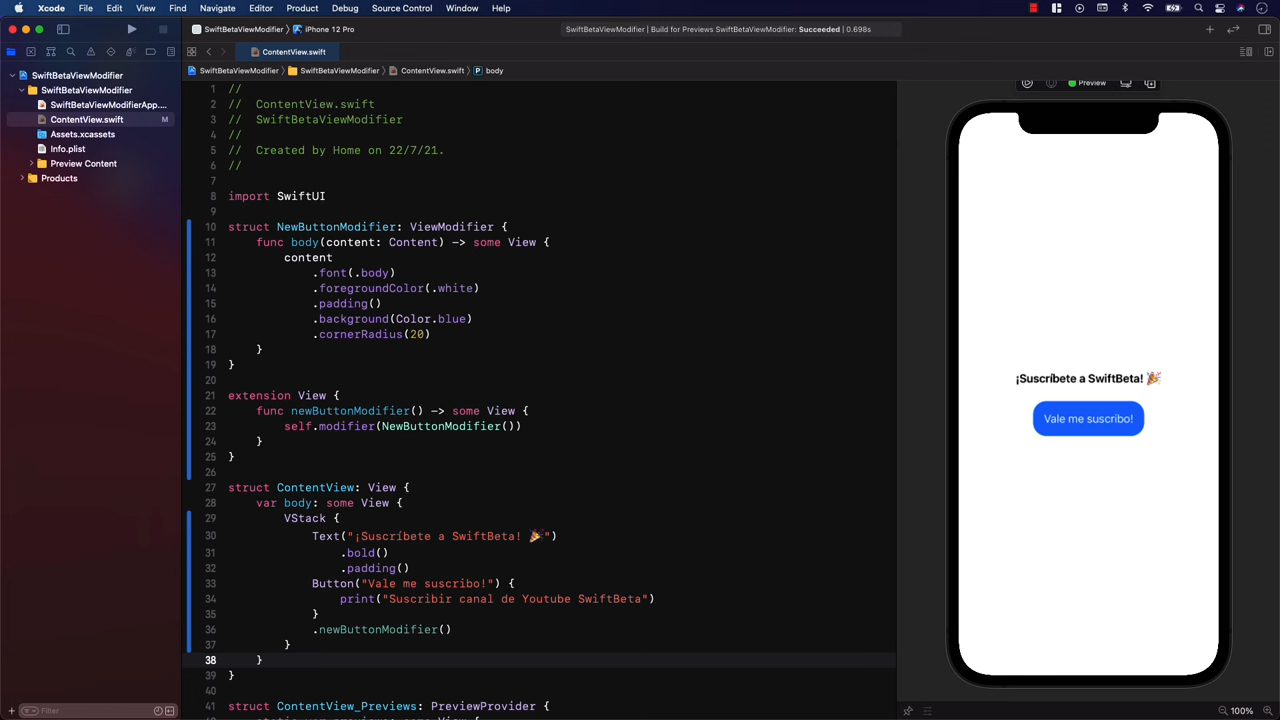 Xcode File Edit View Find Navigate Editor Product Debug Source Control Window Help
SwiftBetaViewModifier iPhone 12 Pro
SwiftBetaViewModifier | Build for Previews SwiftBetaViewModifier: Succeeded | 0.698s
ContentView.swift
SwiftBetaViewModifier SwiftBetaViewModifier ContentView.swift body
SwiftBetaViewModifier
SwiftBetaViewModifier
SwiftBetaViewModifierApp....
ContentView.swift M
Assets.xcassets
Info.plist
Preview Content
Products
Filter
1 //
2 // ContentView.swift
3 // SwiftBetaViewModifier
4 //
5 // Created by Home on 22/7/21.
6 //
7
8 import SwiftUI
9
10 struct NewButtonModifier: ViewModifier {
11 func body(content: Content) -> some View {
12 content
13 .font(.body)
14 .foregroundColor(.white)
15 .padding()
16 .background(Color.blue)
17 .cornerRadius(20)
18 }
19 }
20
21 extension View {
22 func newButtonModifier() -> some View {
23 self.modifier(NewButtonModifier())
24 }
25 }
26
27 struct ContentView: View {
28 var body: some View {
29 VStack {
30 Text("¡Suscríbete a SwiftBeta! 🎉")
31 .bold()
32 .padding()
33 Button("Vale me suscribo!") {
34 print("Suscribir canal de Youtube SwiftBeta")
35 }
36 .newButtonModifier()
37 }
38 }
39 }
40
41 struct ContentView_Previews: PreviewProvider {
Preview
¡Suscríbete a SwiftBeta! 🎉
Vale me suscribo!
100%